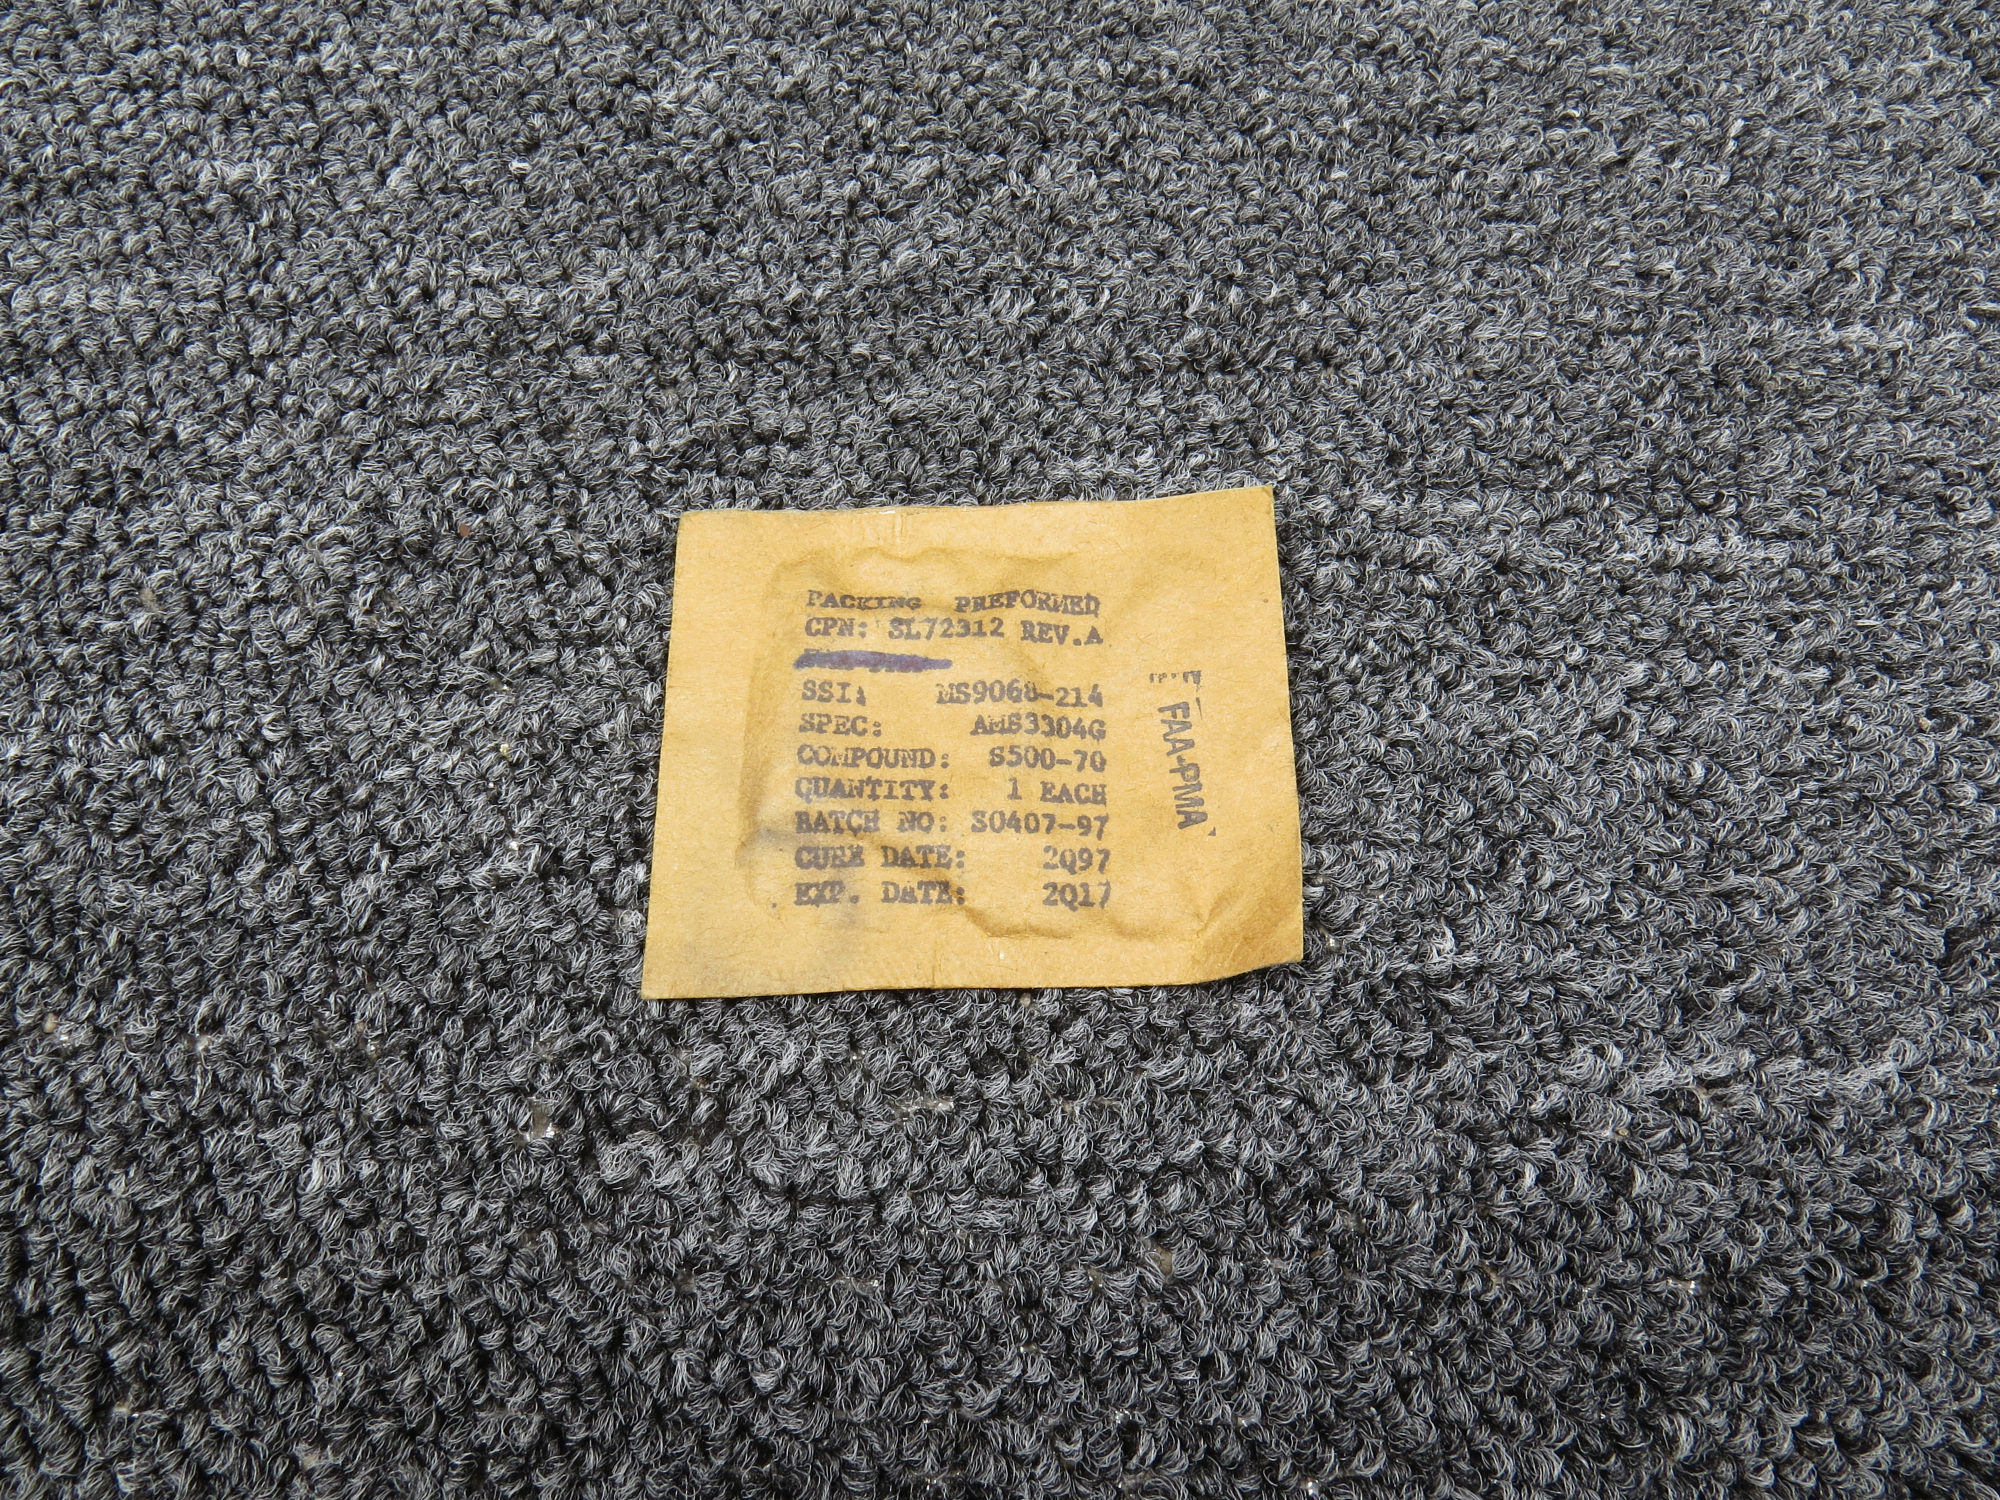 PACKING PREFORMED
CPN: SL72312 REV.A
SSI: MS9068-214
SPEC: AMS3304G
COMPOUND: S500-70
QUANTITY: 1 EACH
BATCH NO: S0407-97
CURE DATE: 2Q97
EXP. DATE: 2Q17
FAA-PMA